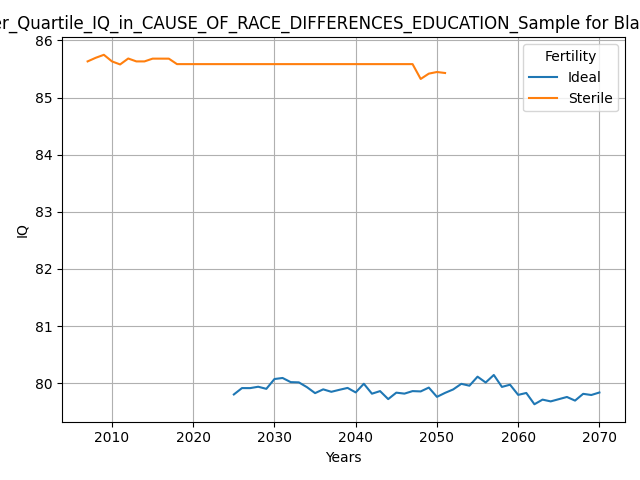 er_Quartile_IQ_in_CAUSE_OF_RACE_DIFFERENCES_EDUCATION_Sample for Bla
Fertility
Ideal
Sterile
86
85
84
83
82
81
80
IQ
2010 2020 2030 2040 2050 2060 2070
Years